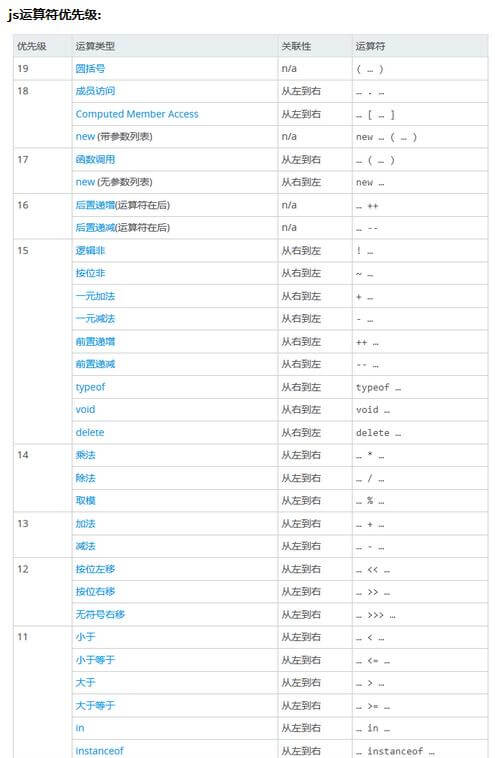 js运算符优先级:
优先级 运算类型 关联性 运算符
19 圆括号 n/a ( … )
18 成员访问 从左到右 … . …
Computed Member Access 从左到右 … [ … ]
new (带参数列表) n/a new … ( … )
17 函数调用 从左到右 … ( … )
new (无参数列表) 从右到左 new …
16 后置递增(运算符在后) n/a … ++
后置递减(运算符在后) n/a … --
15 逻辑非 从右到左 ! …
按位非 从右到左 ~ …
一元加法 从右到左 + …
一元减法 从右到左 - …
前置递增 从右到左 ++ …
前置递减 从右到左 -- …
typeof 从右到左 typeof …
void 从右到左 void …
delete 从右到左 delete …
14 乘法 从左到右 … * …
除法 从左到右 … / …
取模 从左到右 … % …
13 加法 从左到右 … + …
减法 从左到右 … - …
12 按位左移 从左到右 … << …
按位右移 从左到右 … >> …
无符号右移 从左到右 … >>> …
11 小于 从左到右 … < …
小于等于 从左到右 … <= …
大于 从左到右 … > …
大于等于 从左到右 … >= …
in 从左到右 … in …
instanceof 从左到右 … instanceof …